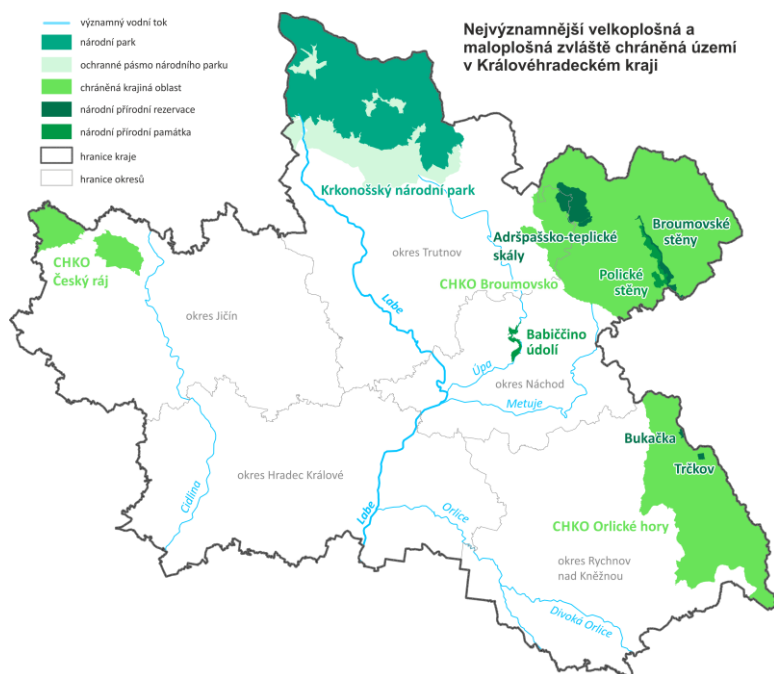 Nejvýznamnější velkoplošná a
maloplošná zvláště chráněná území
v Královéhradeckém kraji
významný vodní tok
národní park
ochranné pásmo národního parku
chráněná krajiná oblast
národní přírodní rezervace
národní přírodní památka
hranice kraje
hranice okresů
Krkonošský národní park
Adršpašsko-teplické
skály
Broumovské
stěny
Polické
stěny
CHKO
Český ráj
okres Trutnov
CHKO Broumovsko
Labe
okres Jičín
Babiččino
údolí
Úpa
okres Náchod
Metuje
Bukačka
Trčkov
okres Hradec Králové
Cidlina
Labe
Orlice
CHKO Orlické hory
okres Rychnov
nad Kněžnou
Divoká Orlice